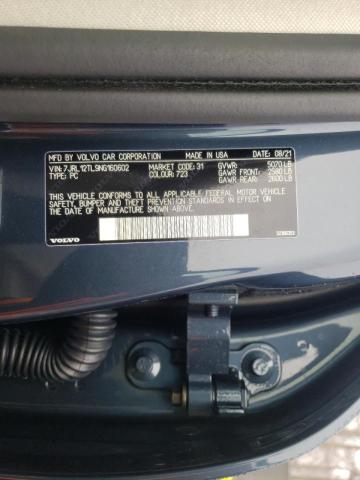 MFD BY VOLVO CAR CORPORATION MADE IN USA DATE: 08/21
VIN: 7JRL12TL9NG160602 MARKET CODE: 31 GVWR: 5070 LB
TYPE: PC COLOUR: 723 GAWR FRONT: 2580 LB
GAWR REAR: 2600 LB
THIS VEHICLE CONFORMS TO ALL APPLICABLE FEDERAL MOTOR VEHICLE
SAFETY, BUMPER AND THEFT PREVENTION STANDARDS IN EFFECT
ON THE DATE OF MANUFACTURE SHOWN ABOVE.
VOLVO